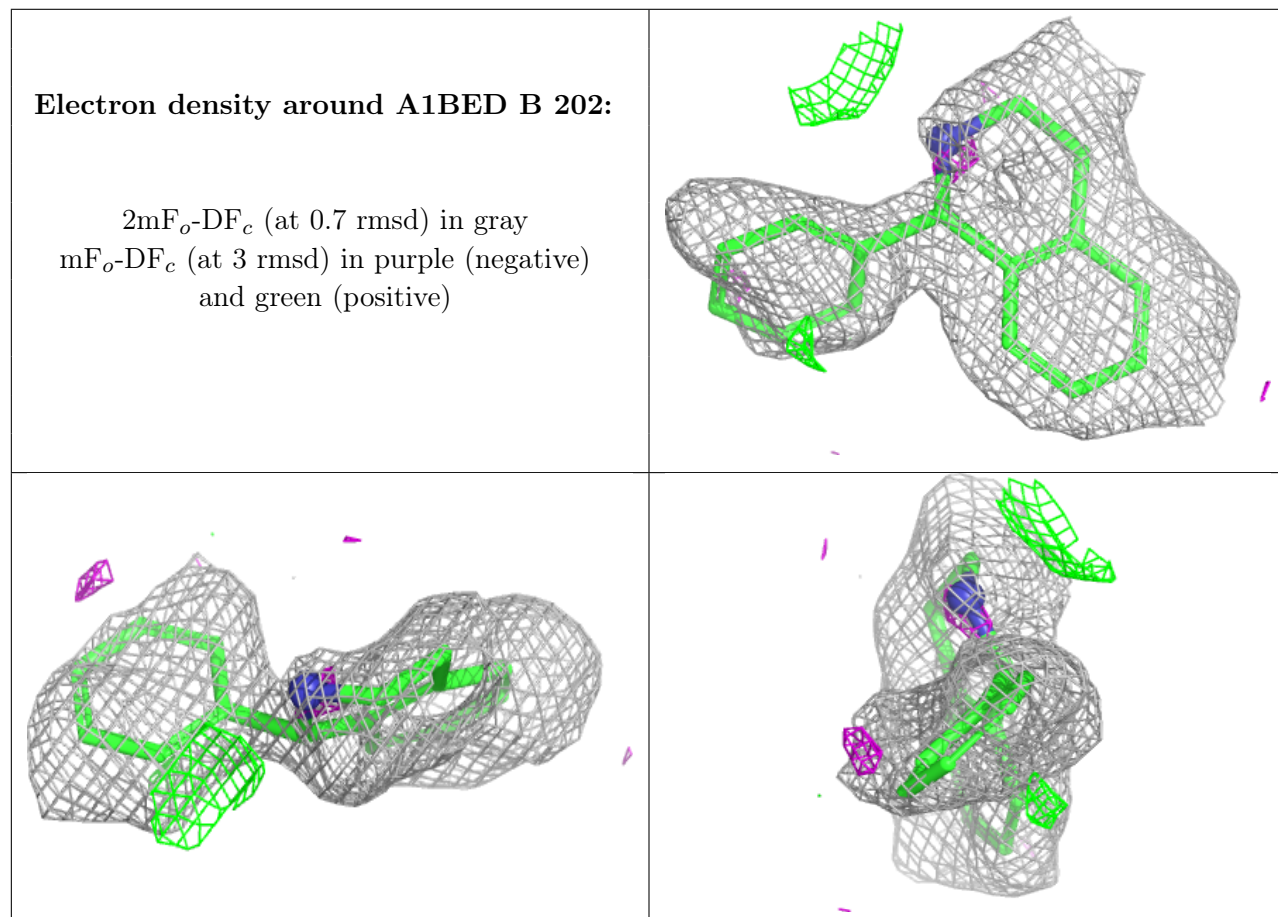 Electron density around A1BED B 202:
2mFo-DFc (at 0.7 rmsd) in gray
mFo-DFc (at 3 rmsd) in purple (negative)
and green (positive)